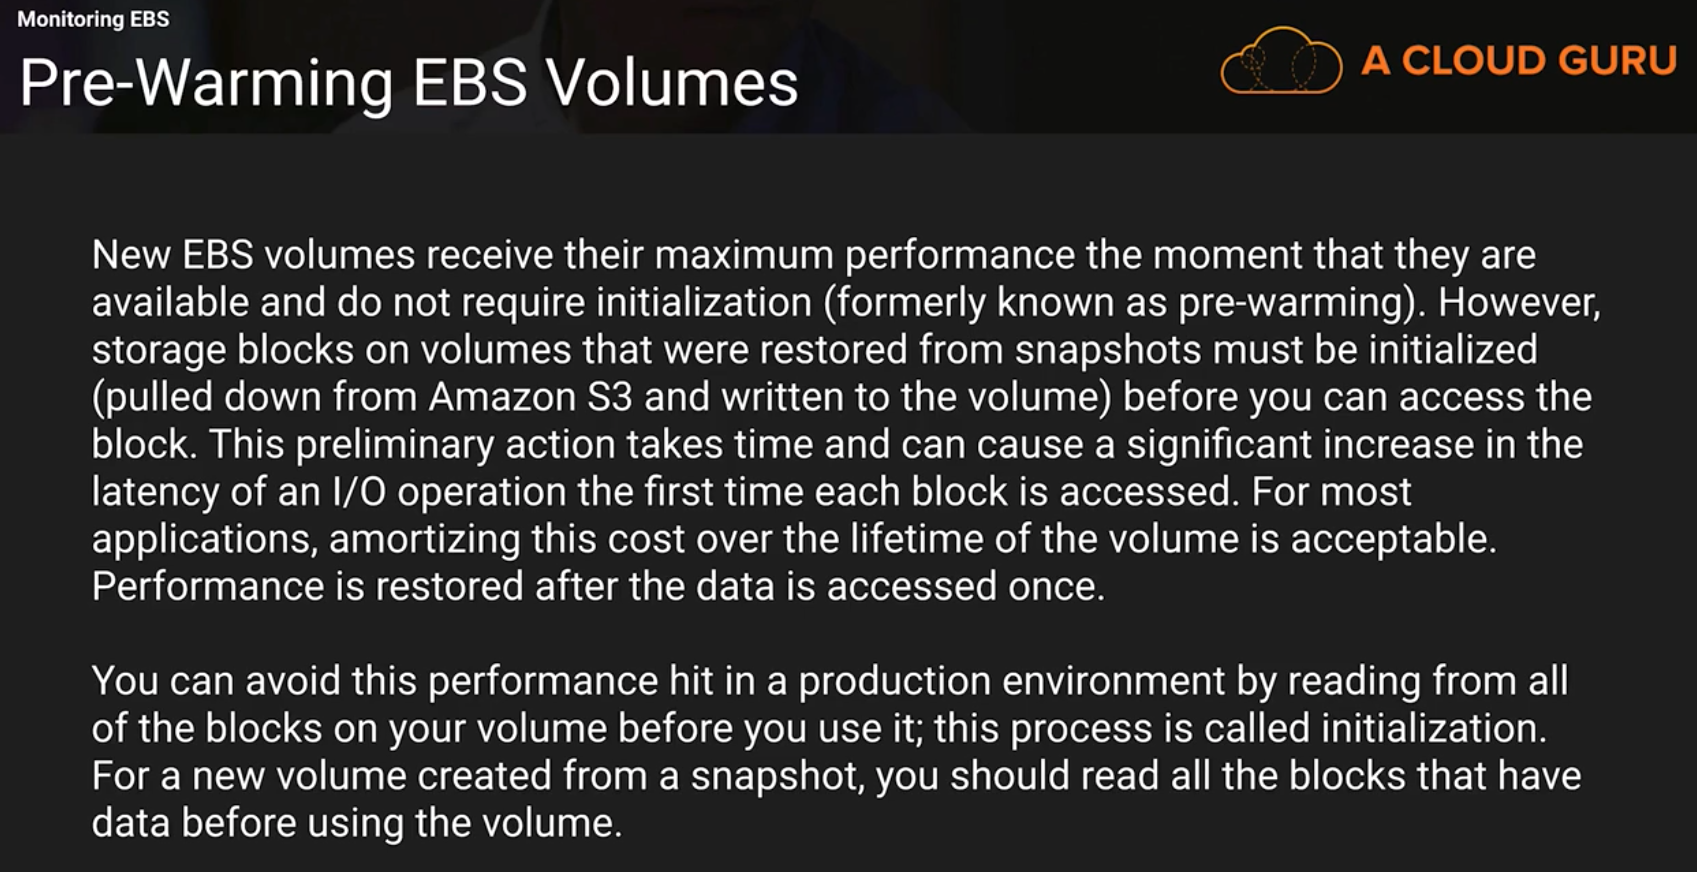 Monitoring EBS
Pre-Warming EBS Volumes
A CLOUD GURU
New EBS volumes receive their maximum performance the moment that they are
available and do not require initialization (formerly known as pre-warming). However,
storage blocks on volumes that were restored from snapshots must be initialized
(pulled down from Amazon S3 and written to the volume) before you can access the
block. This preliminary action takes time and can cause a significant increase in the
latency of an I/O operation the first time each block is accessed. For most
applications, amortizing this cost over the lifetime of the volume is acceptable.
Performance is restored after the data is accessed once.
You can avoid this performance hit in a production environment by reading from all
of the blocks on your volume before you use it; this process is called initialization.
For a new volume created from a snapshot, you should read all the blocks that have
data before using the volume.